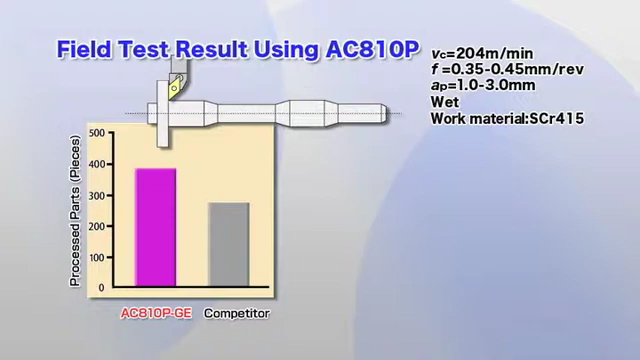 Field Test Result Using AC810P
vc=204m/min
f=0.35-0.45mm/rev
ap=1.0-3.0mm
Wet
Work material:SCr415
Processed Parts (Pieces)
500
400
300
200
100
0
AC810P-GE Competitor